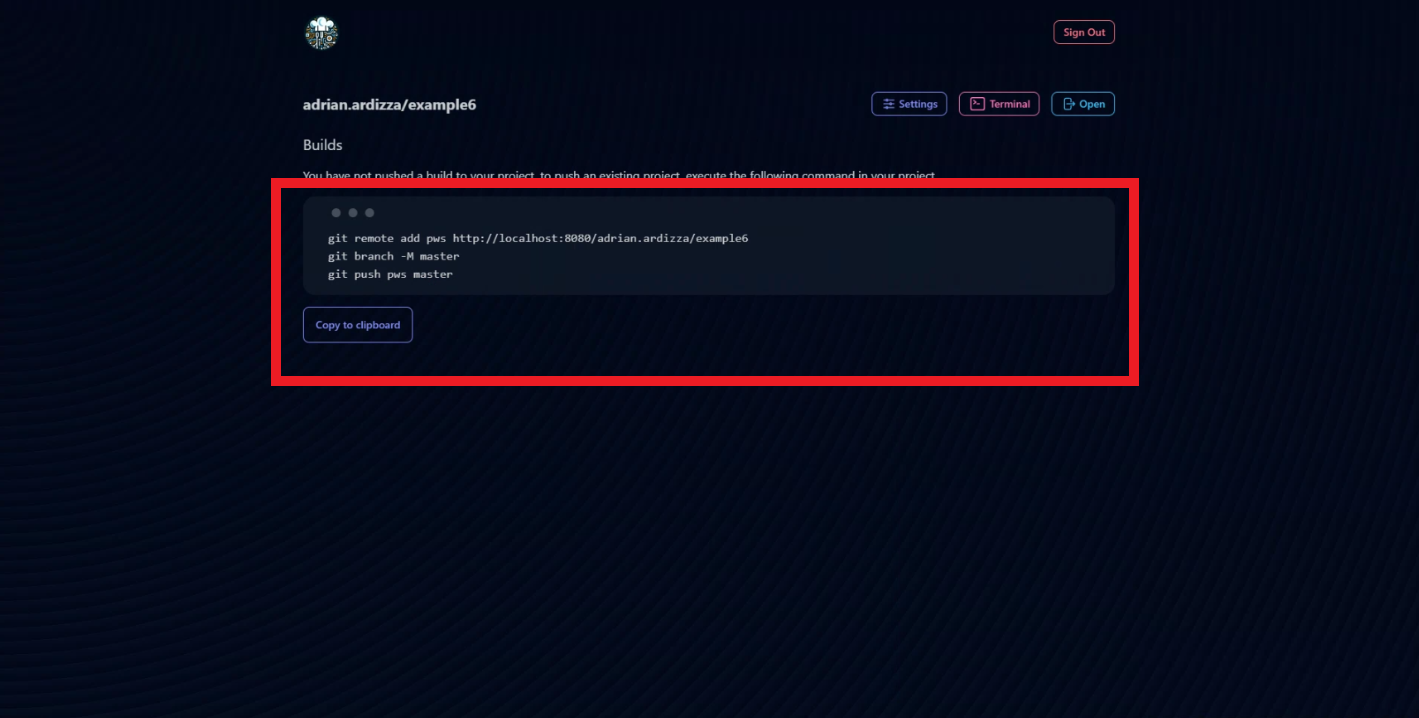 Sign Out
adrian.ardizza/example6
Settings
Terminal
Open
Builds
You have not pushed a build to your project, to push an existing project, execute the following command in your project
git remote add pws http://localhost:8080/adrian.ardizza/example6
git branch -M master
git push pws master
Copy to clipboard